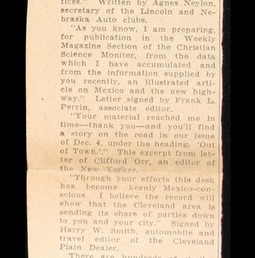 fices." Written by Agnes Neylon,
secretary of the Lincoln and Ne-
braska Auto clubs.
"As you know, I am preparing,
for publication in the Weekly
Magazine Section of the Christian
Science Monitor, from the data
which I have accumulated and
from the information supplied by
you recently, an illustrated arti-
cle on Mexico and the new high-
way." Letter signed by Frank L.
Perrin, associate editor.
"Your material reached me in
time—thank you—and you'll find
a story on the road in our issue
of Dec. 4, under the heading, 'Out
of Town'." This excerpt from let-
ter of Clifford Orr, an editor of
the New Yorker.
"Through your efforts this desk
has become keenly Mexico-con-
scious. I believe the record will
show that the Cleveland area is
sending its share of parties down
to you and your city." Signed by
Harry W. Smith, automobile and
travel editor of the Cleveland
Plain Dealer.
There are hundreds of